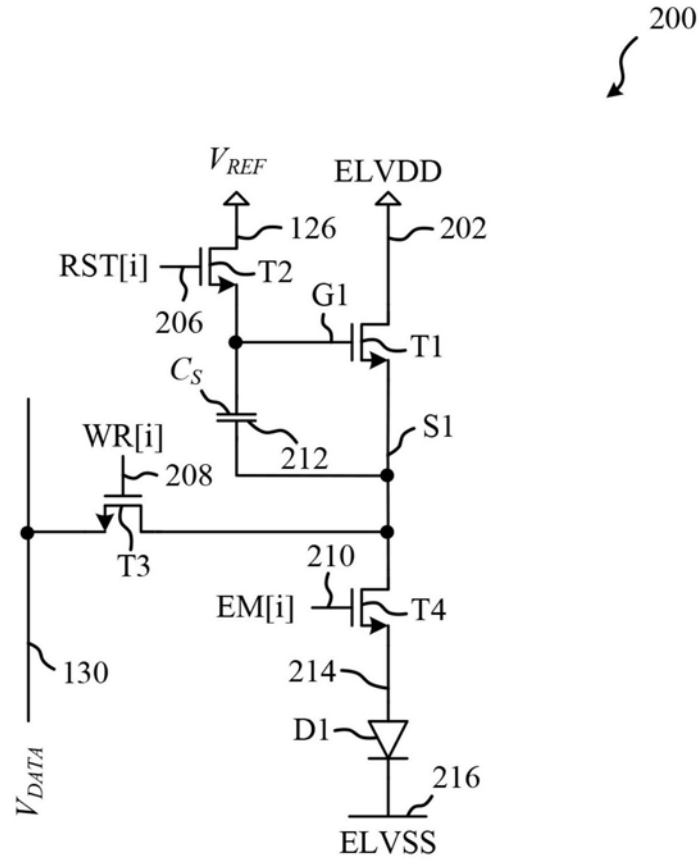 200
V_REF
ELVDD
126
202
RST[i]
T2
206
G1
T1
C_S
212
S1
WR[i]
208
T3
210
EM[i]
T4
130
214
D1
V_DATA
216
ELVSS